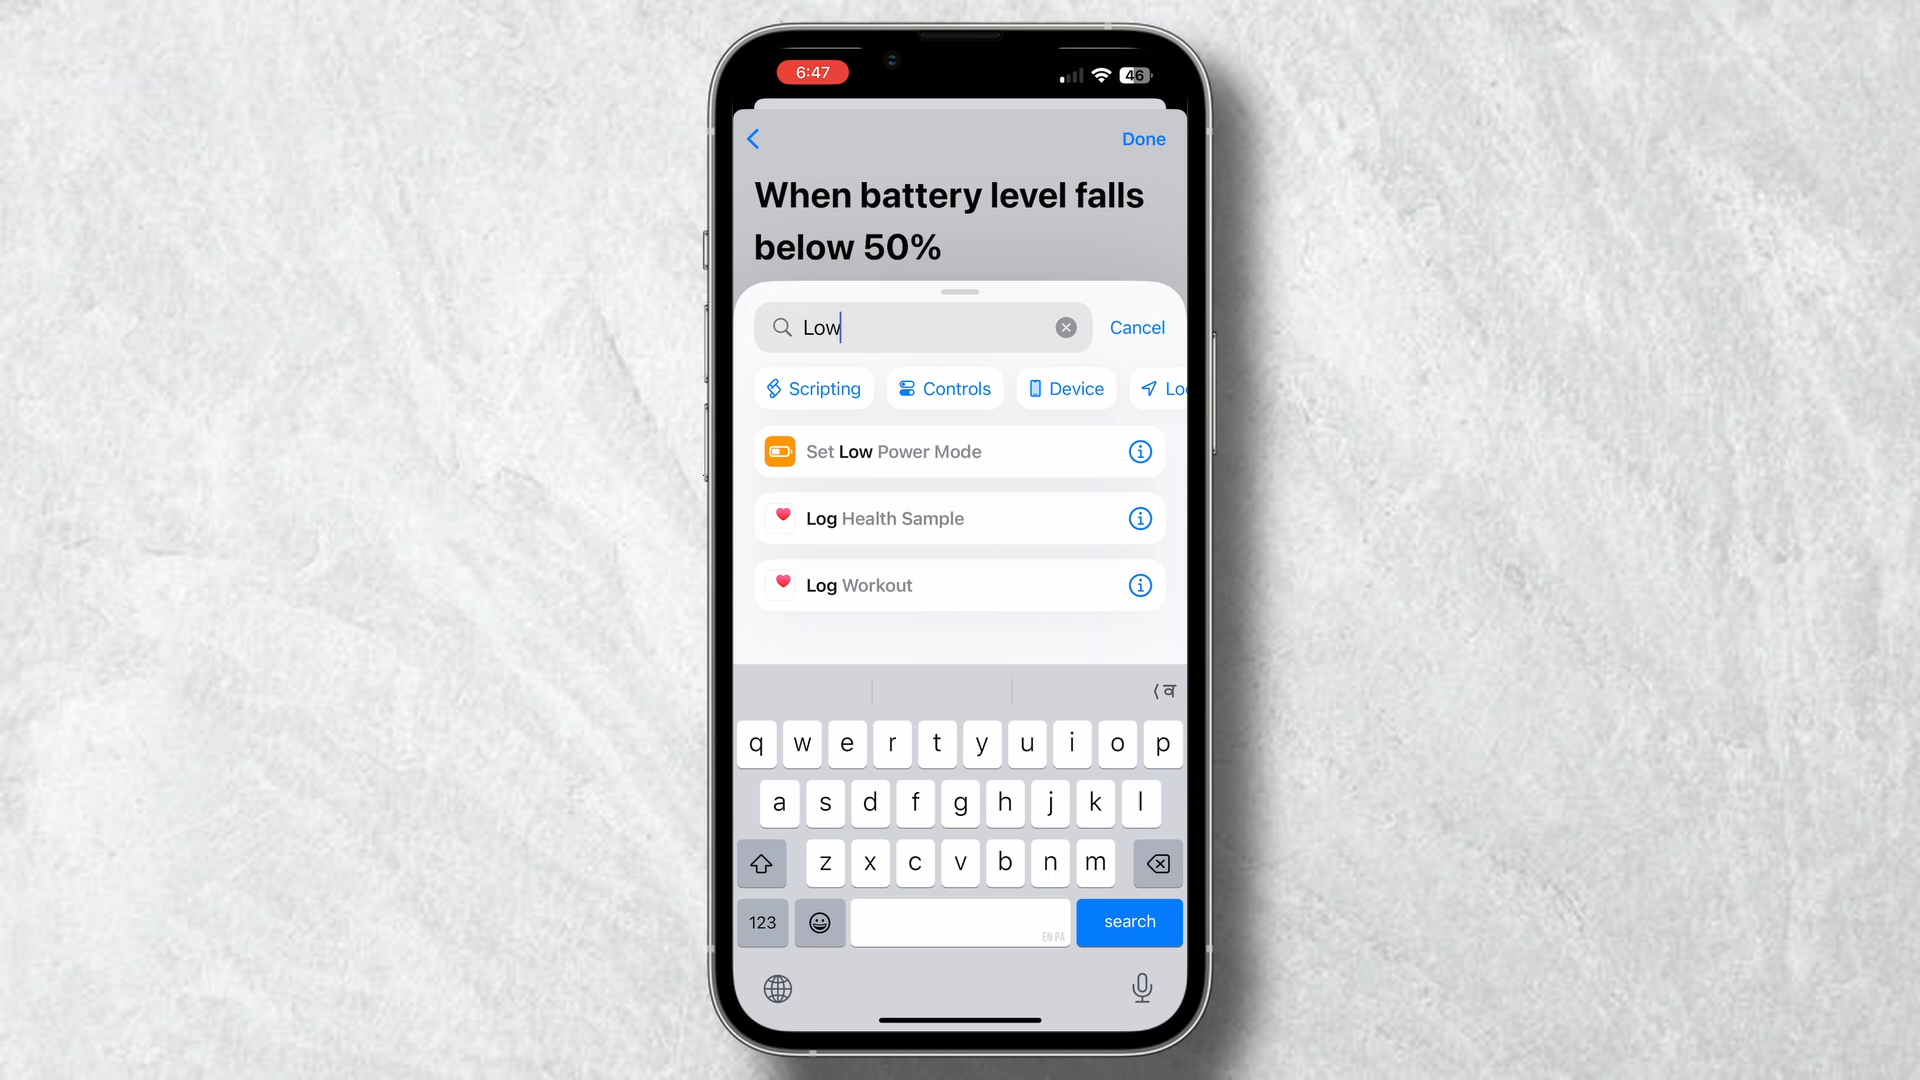 6:47
46
Done
When battery level falls
below 50%
Low
Cancel
Scripting
Controls
Device
Lo
Set Low Power Mode
Log Health Sample
Log Workout
ਕ
q w e r t y u i o p
a s d f g h j k l
z x c v b n m
123
EN PA
search